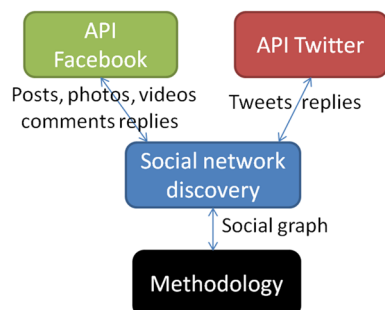 API
Facebook
API Twitter
Posts, photos, videos
comments replies
Tweets replies
Social network
discovery
Social graph
Methodology